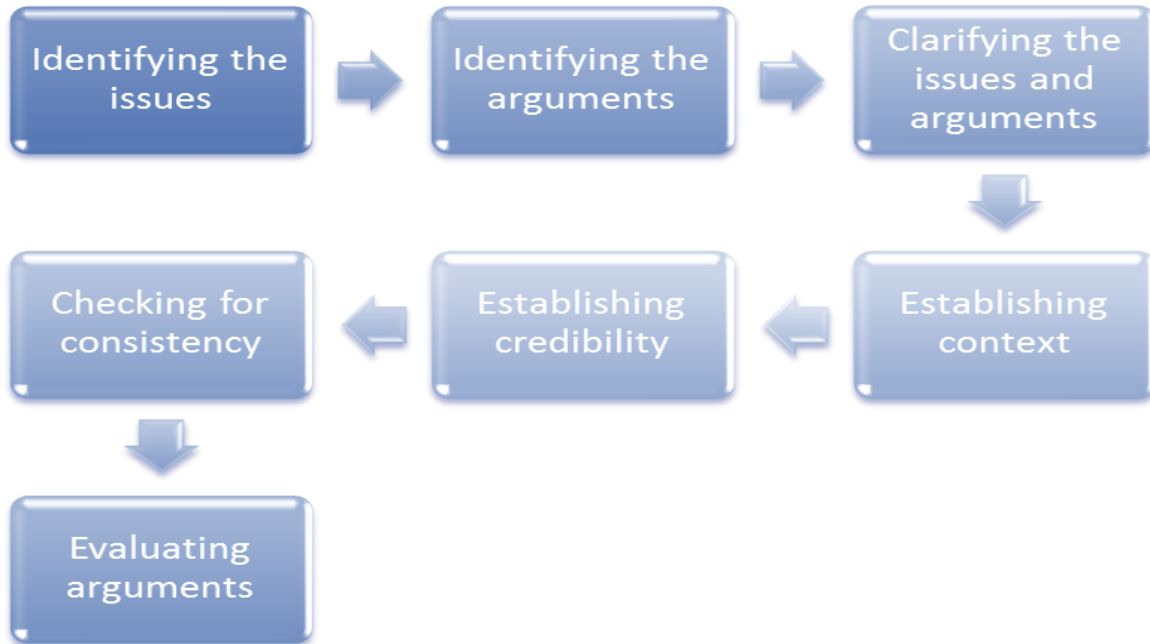 Identifying the
issues
Identifying the
arguments
Clarifying the
issues and
arguments
Establishing
context
Establishing
credibility
Checking for
consistency
Evaluating
arguments